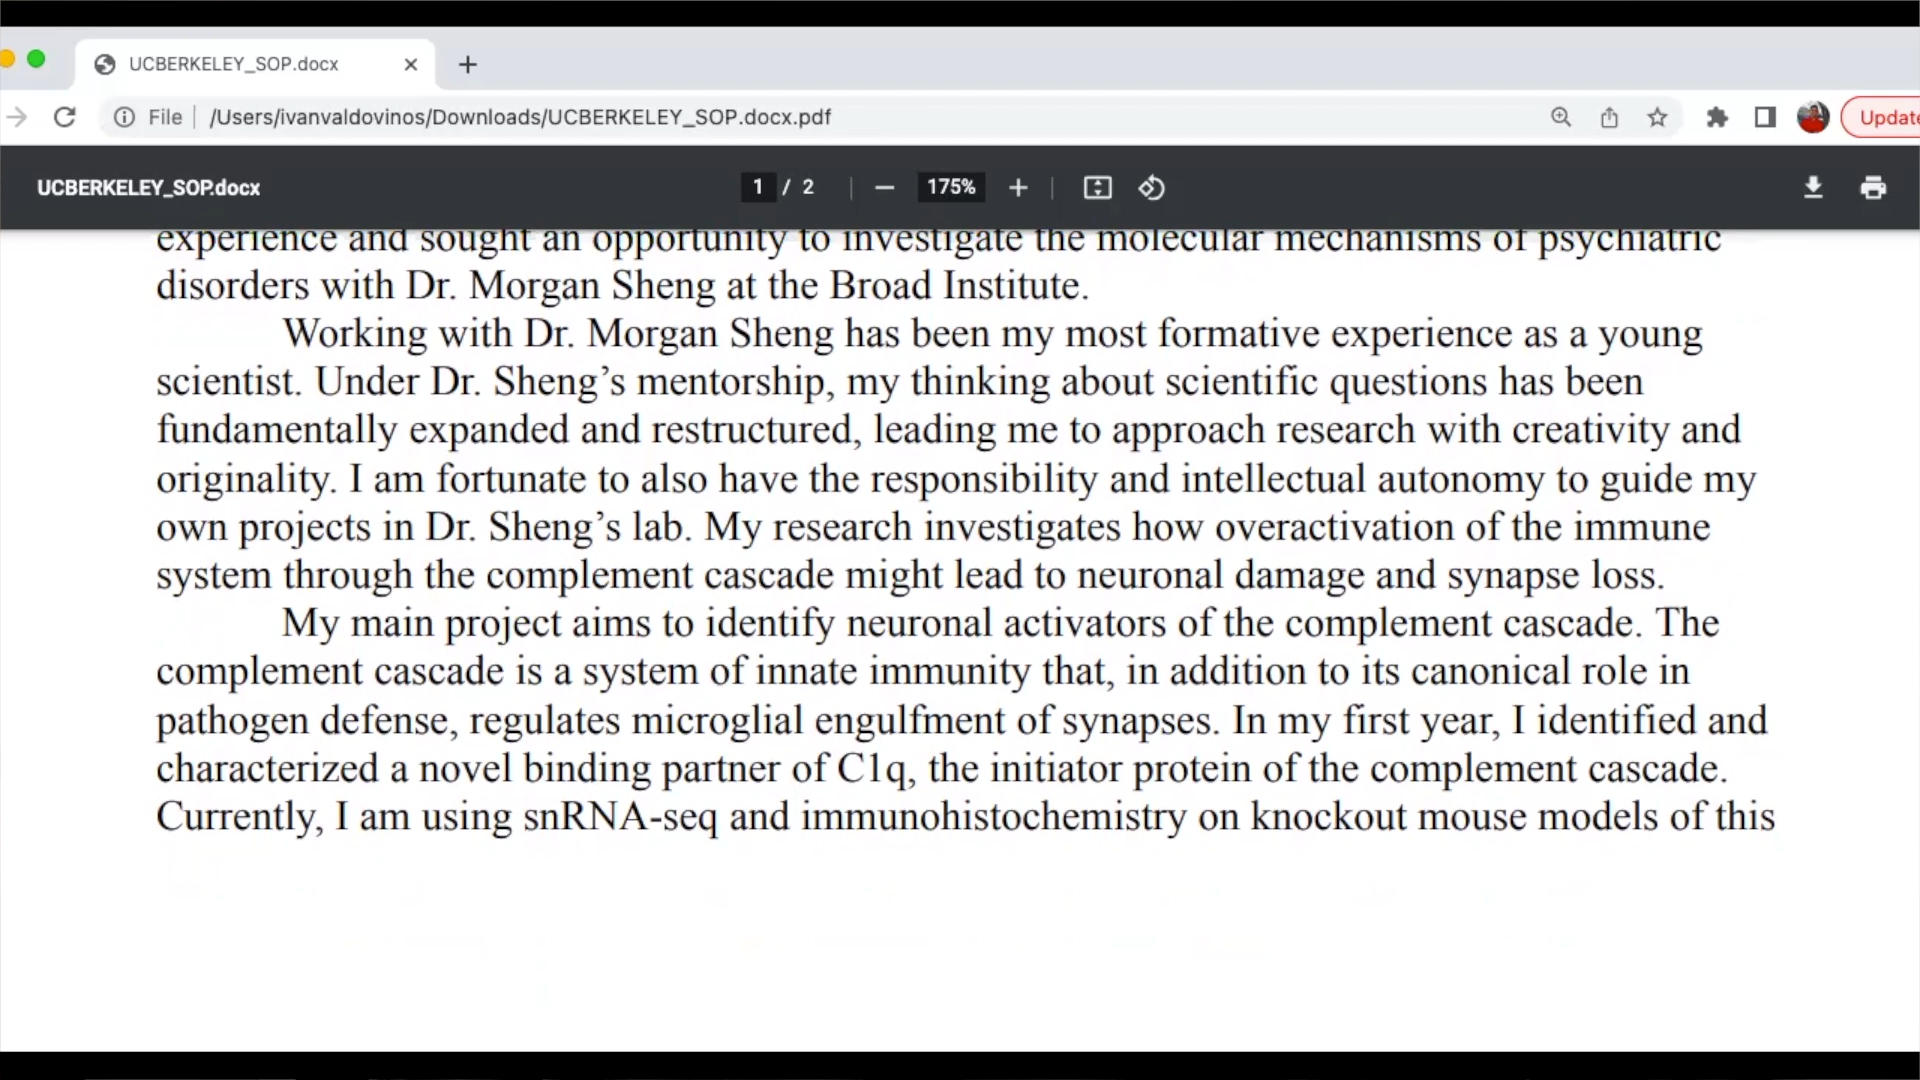 UCBERKELEY_SOP.docx
File | /Users/ivanvaldovinos/Downloads/UCBERKELEY_SOP.docx.pdf
Update
UCBERKELEY_SOP.docx 1 / 2 175%
experience and sought an opportunity to investigate the molecular mechanisms of psychiatric
disorders with Dr. Morgan Sheng at the Broad Institute.
Working with Dr. Morgan Sheng has been my most formative experience as a young
scientist. Under Dr. Sheng’s mentorship, my thinking about scientific questions has been
fundamentally expanded and restructured, leading me to approach research with creativity and
originality. I am fortunate to also have the responsibility and intellectual autonomy to guide my
own projects in Dr. Sheng’s lab. My research investigates how overactivation of the immune
system through the complement cascade might lead to neuronal damage and synapse loss.
My main project aims to identify neuronal activators of the complement cascade. The
complement cascade is a system of innate immunity that, in addition to its canonical role in
pathogen defense, regulates microglial engulfment of synapses. In my first year, I identified and
characterized a novel binding partner of C1q, the initiator protein of the complement cascade.
Currently, I am using snRNA-seq and immunohistochemistry on knockout mouse models of this